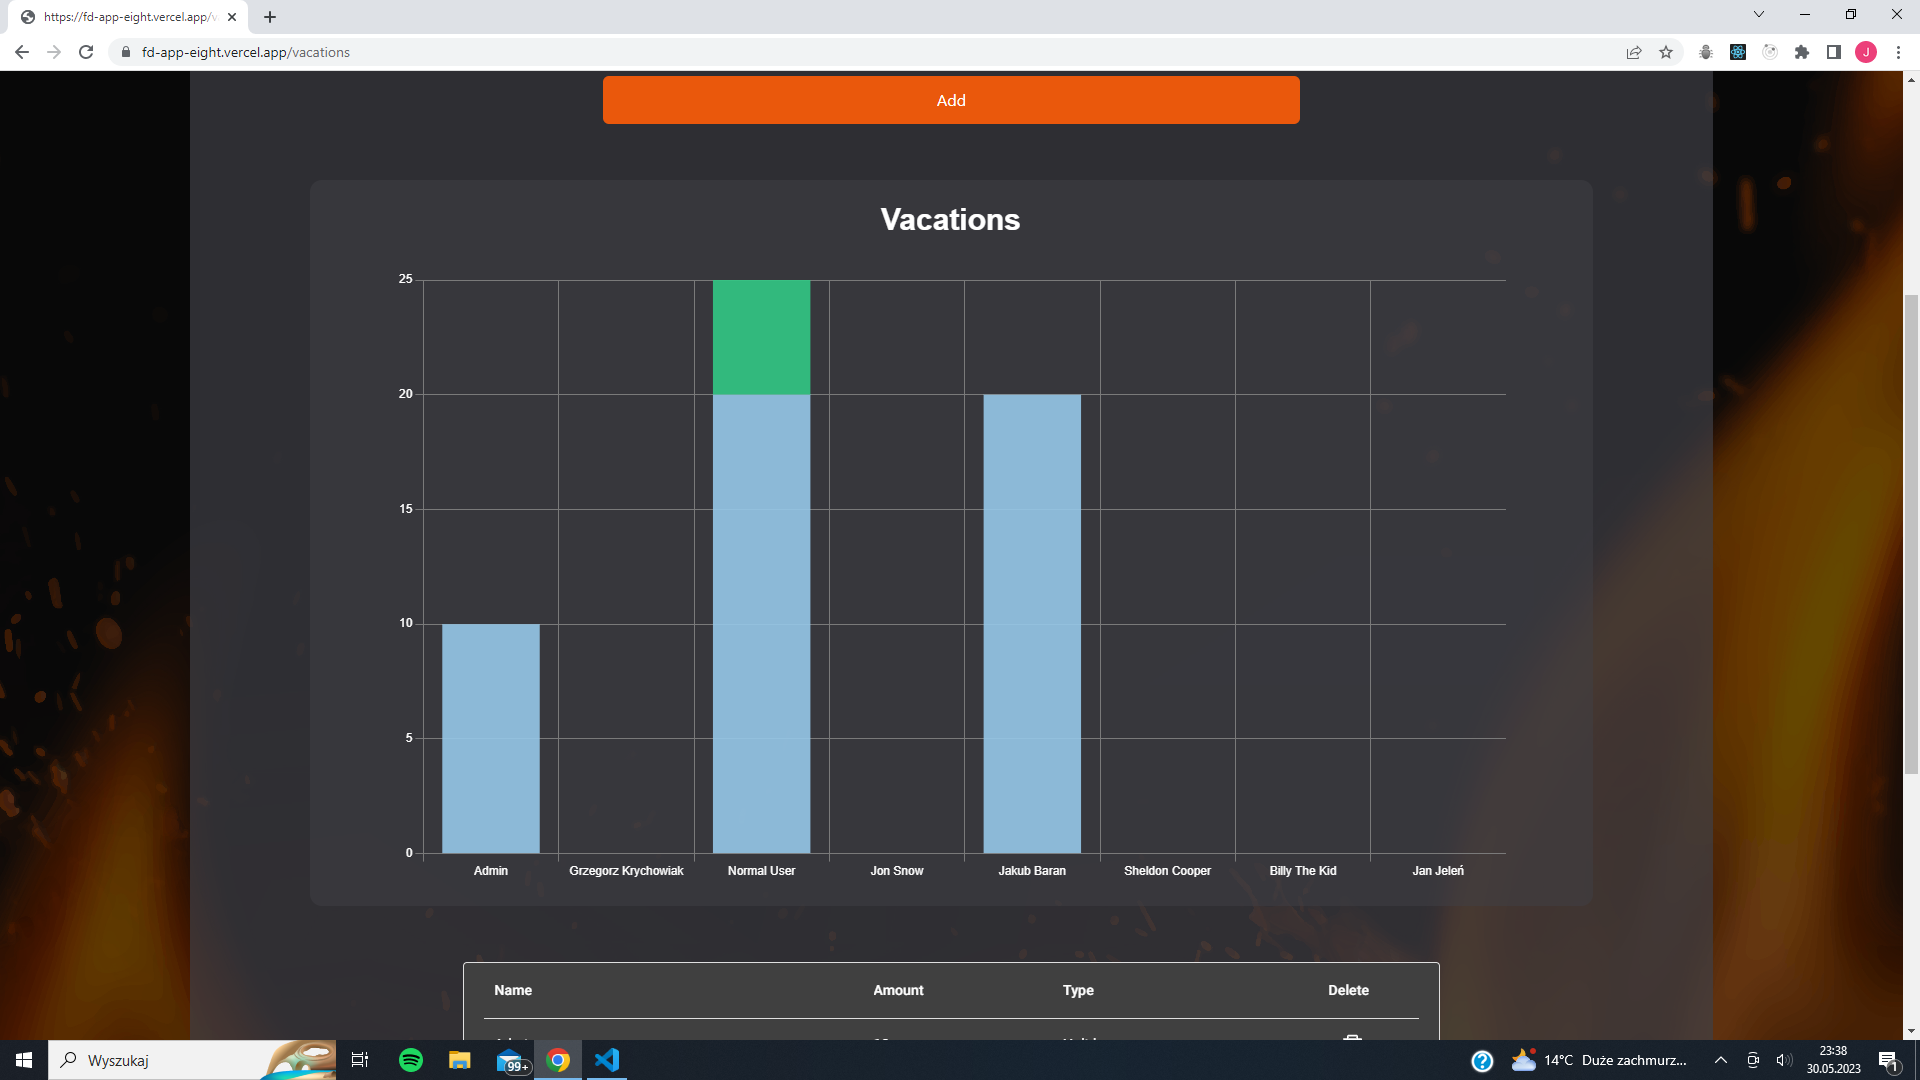 https://fd-app-eight.vercel.app/v
fd-app-eight.vercel.app/vacations
J
Add
Vacations
25
20
15
10
5
0
Admin Grzegorz Krychowiak Normal User Jon Snow Jakub Baran Sheldon Cooper Billy The Kid Jan Jeleń
Name Amount Type Delete
Wyszukaj
99+
14°C Duże zachmurz...
23:38
30.05.2023
1